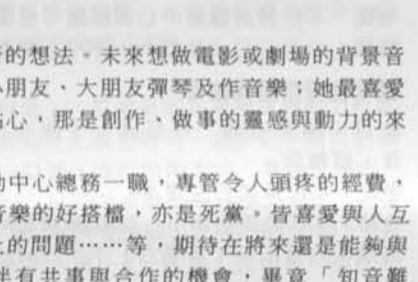 的想法。未來想做電影或劇場的背景音
朋友、大朋友彈琴及作音樂；她最喜愛
心，那是創作、做事的靈感與動力的來
中心總務一職，專管令人頭疼的經費，
音樂的好搭檔，亦是死黨。皆喜愛與人互
的問題……等，期待在將來還是能夠與
伴有共事與合作的機會，畢竟「知音難